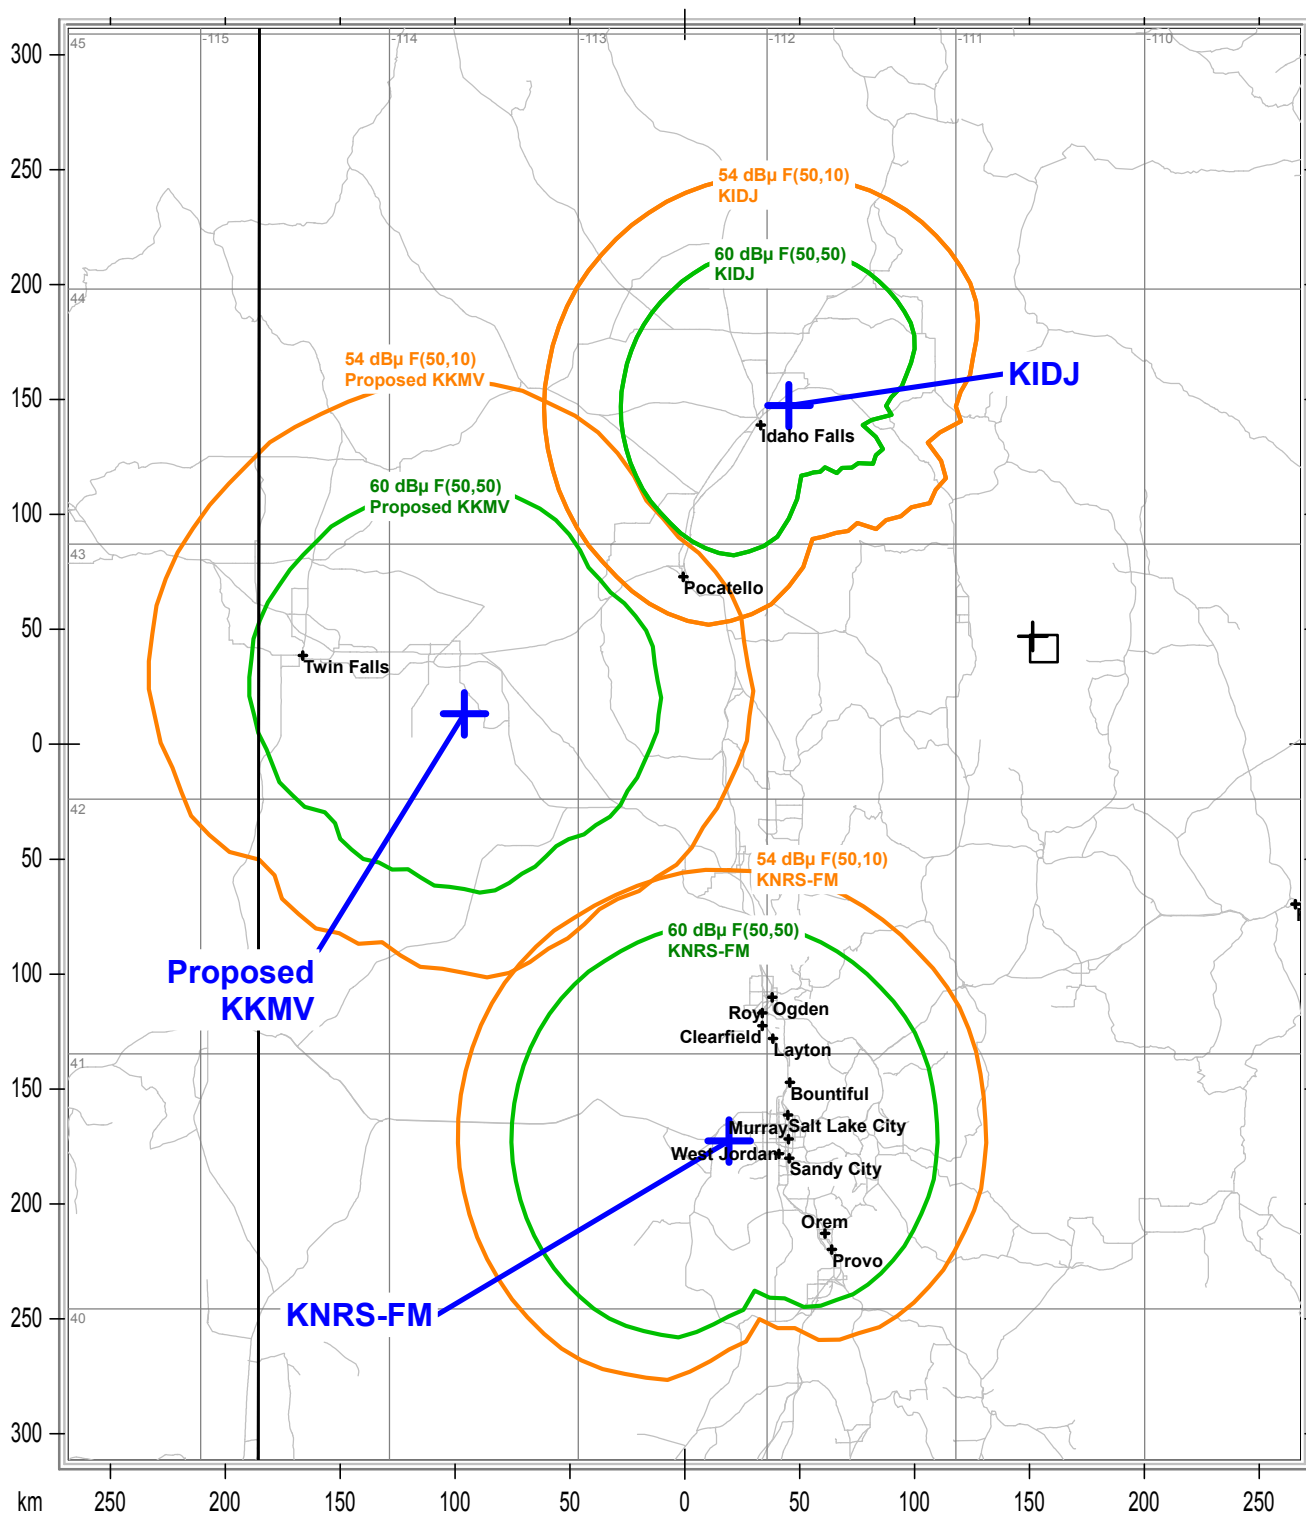 45
-115
-114
-113
-112
-111
-110
300
250
54 dBµ F(50,10)
KIDJ
60 dBµ F(50,50)
KIDJ
200
44
54 dBµ F(50,10)
Proposed KKMV
KIDJ
150
Idaho Falls
60 dBµ F(50,50)
Proposed KKMV
100
43
Pocatello
50
Twin Falls
0
42
50
54 dBµ F(50,10)
KNRS-FM
60 dBµ F(50,50)
KNRS-FM
100
Proposed
KKMV
Ogden
Roy
Clearfield
Layton
41
150
Bountiful
Salt Lake City
Murray
West Jordan
Sandy City
200
Orem
Provo
250
KNRS-FM
40
300
km
250
200
150
100
50
0
50
100
150
200
250